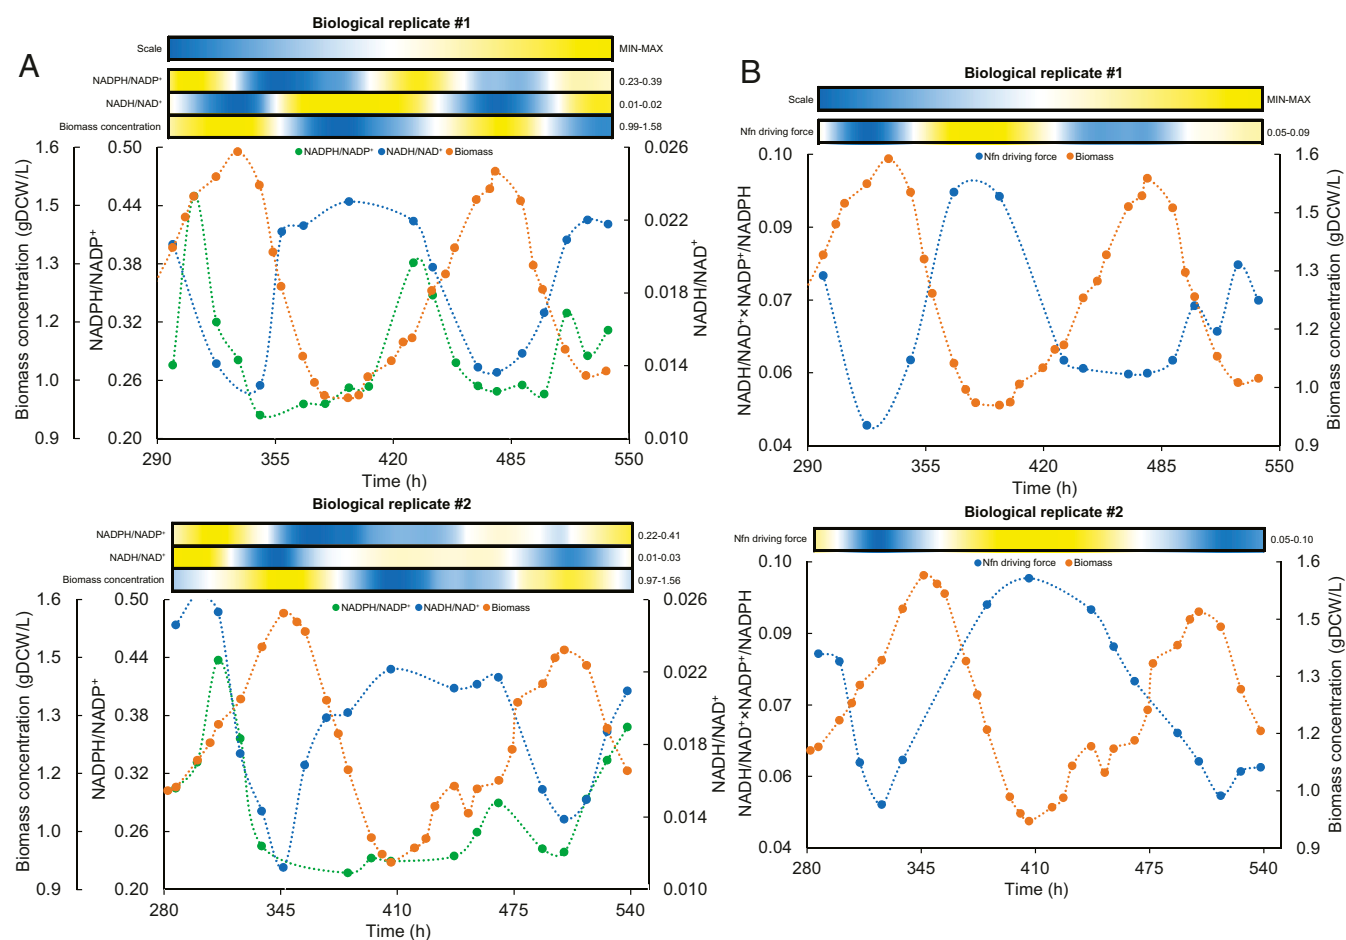 A
Biological replicate #1
Scale
MIN-MAX
NADPH/NADP⁺
0.23-0.39
NADH/NAD⁺
0.01-0.02
Biomass concentration
0.99-1.58
NADPH/NADP⁺ NADH/NAD⁺ Biomass
1.6
1.5
1.3
1.2
1.0
0.9
Biomass concentration (gDCW/L)
0.50
0.44
0.38
0.32
0.26
0.20
NADPH/NADP⁺
0.026
0.022
0.018
0.014
0.010
NADH/NAD⁺
290 355 420 485 550
Time (h)
Biological replicate #2
NADPH/NADP⁺
0.22-0.41
NADH/NAD⁺
0.01-0.03
Biomass concentration
0.97-1.56
NADPH/NADP⁺ NADH/NAD⁺ Biomass
1.6
1.5
1.3
1.2
1.0
0.9
Biomass concentration (gDCW/L)
0.50
0.44
0.38
0.32
0.26
0.20
NADPH/NADP⁺
0.026
0.022
0.018
0.014
0.010
NADH/NAD⁺
280 345 410 475 540
Time (h)
B
Biological replicate #1
Scale
MIN-MAX
Nfn driving force
0.05-0.09
Nfn driving force Biomass
0.10
0.09
0.07
0.06
0.04
NADH/NAD⁺×NADP⁺/NADPH
1.6
1.5
1.3
1.2
1.0
0.9
Biomass concentration (gDCW/L)
290 355 420 485 550
Time (h)
Biological replicate #2
Nfn driving force
0.05-0.10
Nfn driving force Biomass
0.10
0.09
0.07
0.06
0.04
NADH/NAD⁺×NADP⁺/NADPH
1.6
1.5
1.3
1.2
1.0
0.9
Biomass concentration (gDCW/L)
280 345 410 475 540
Time (h)